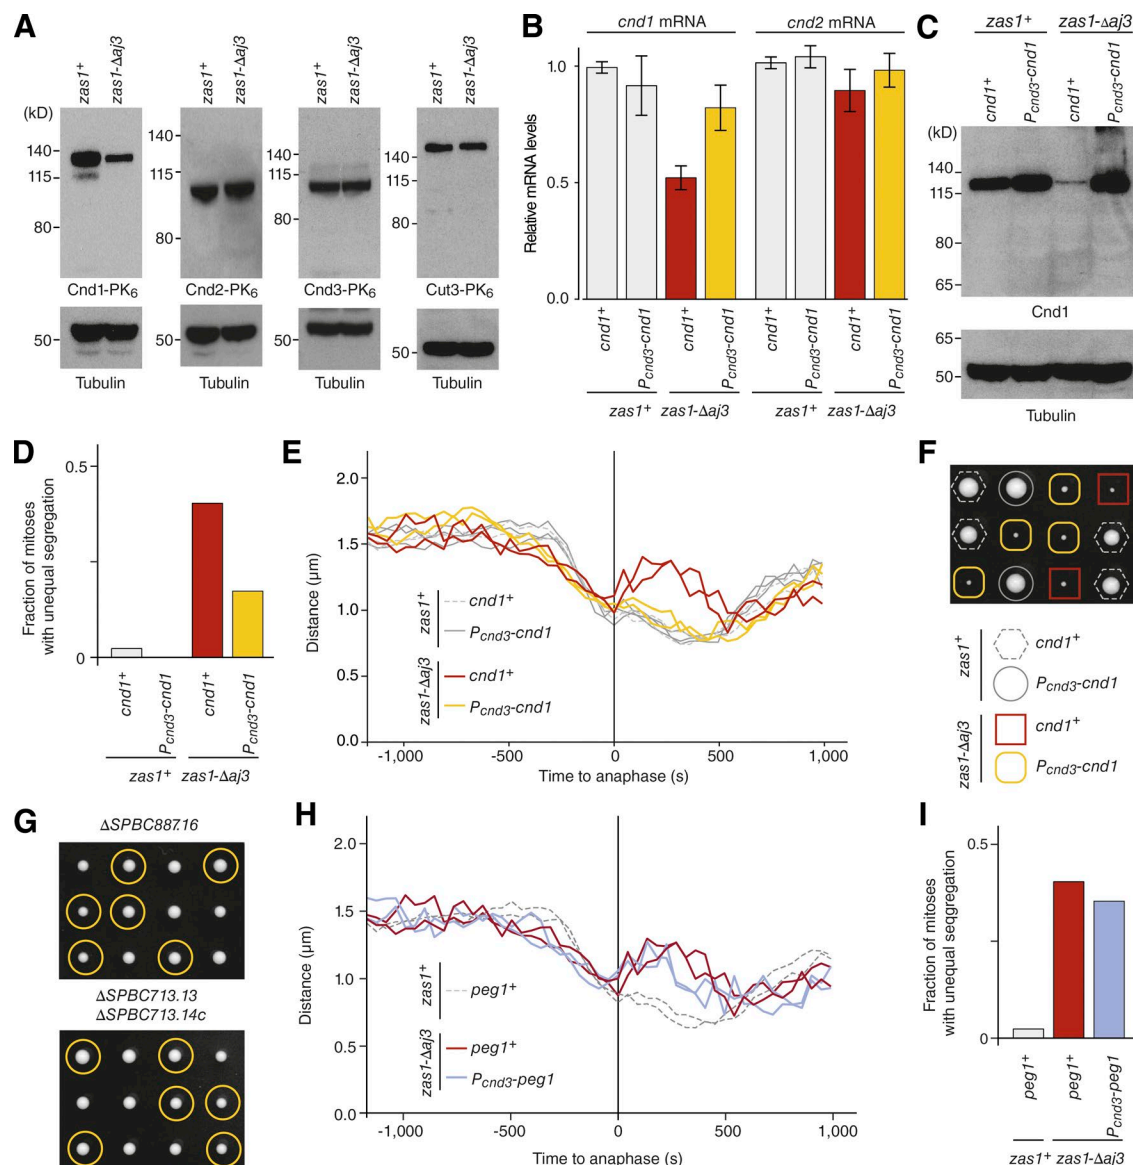 A
zas1+
zas1-Δaj3
zas1+
zas1-Δaj3
zas1+
zas1-Δaj3
zas1+
zas1-Δaj3
(kD)
140
115
80
140
115
80
140
115
80
140
115
80
Cnd1-PK6
Cnd2-PK6
Cnd3-PK6
Cut3-PK6
50
50
50
50
Tubulin
Tubulin
Tubulin
Tubulin
B
cnd1 mRNA
cnd2 mRNA
Relative mRNA levels
1.0
0.5
0.0
cnd1+
Pcnd3-cnd1
cnd1+
Pcnd3-cnd1
cnd1+
Pcnd3-cnd1
cnd1+
Pcnd3-cnd1
zas1+
zas1-Δaj3
zas1+
zas1-Δaj3
C
zas1+
zas1-Δaj3
cnd1+
Pcnd3-cnd1
cnd1+
Pcnd3-cnd1
(kD)
140
115
80
65
Cnd1
65
50
Tubulin
D
Fraction of mitoses
with unequal segregation
0.5
0
cnd1+
Pcnd3-cnd1
cnd1+
Pcnd3-cnd1
zas1+
zas1-Δaj3
E
Distance (μm)
2.0
1.5
1.0
0.5
0.0
zas1+
cnd1+
Pcnd3-cnd1
zas1-Δaj3
cnd1+
Pcnd3-cnd1
-1,000
-500
0
500
1,000
Time to anaphase (s)
F
zas1+
cnd1+
Pcnd3-cnd1
zas1-Δaj3
cnd1+
Pcnd3-cnd1
G
ΔSPBC887.16
ΔSPBC713.13
ΔSPBC713.14c
H
Distance (μm)
2.0
1.5
1.0
0.5
0.0
zas1+
peg1+
zas1-Δaj3
peg1+
Pcnd3-peg1
-1,000
-500
0
500
1,000
Time to anaphase (s)
I
Fraction of mitoses
with unequal seqgregation
0.5
0
peg1+
peg1+
Pcnd3-peg1
zas1+
zas1-Δaj3